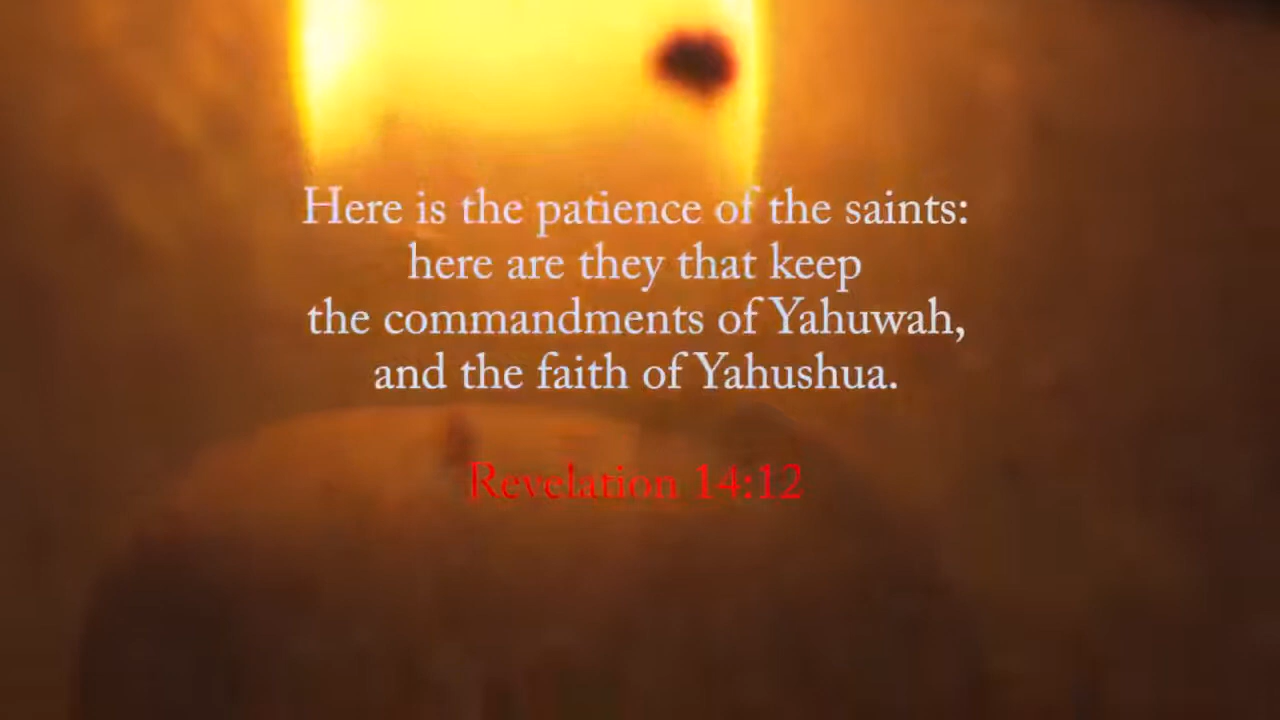 Here is the patience of the saints:
here are they that keep
the commandments of Yahuwah,
and the faith of Yahushua.
Revelation 14:12